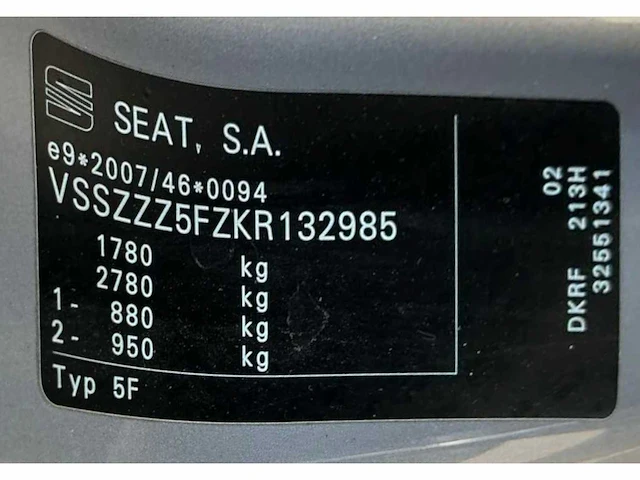 SEAT, S.A.
e9*2007/46*0094
VSSZZZ5FZKR132985
1780 kg
2780 kg
1- 880 kg
2- 950 kg
Typ 5F
02
DKRF 213H
32551341